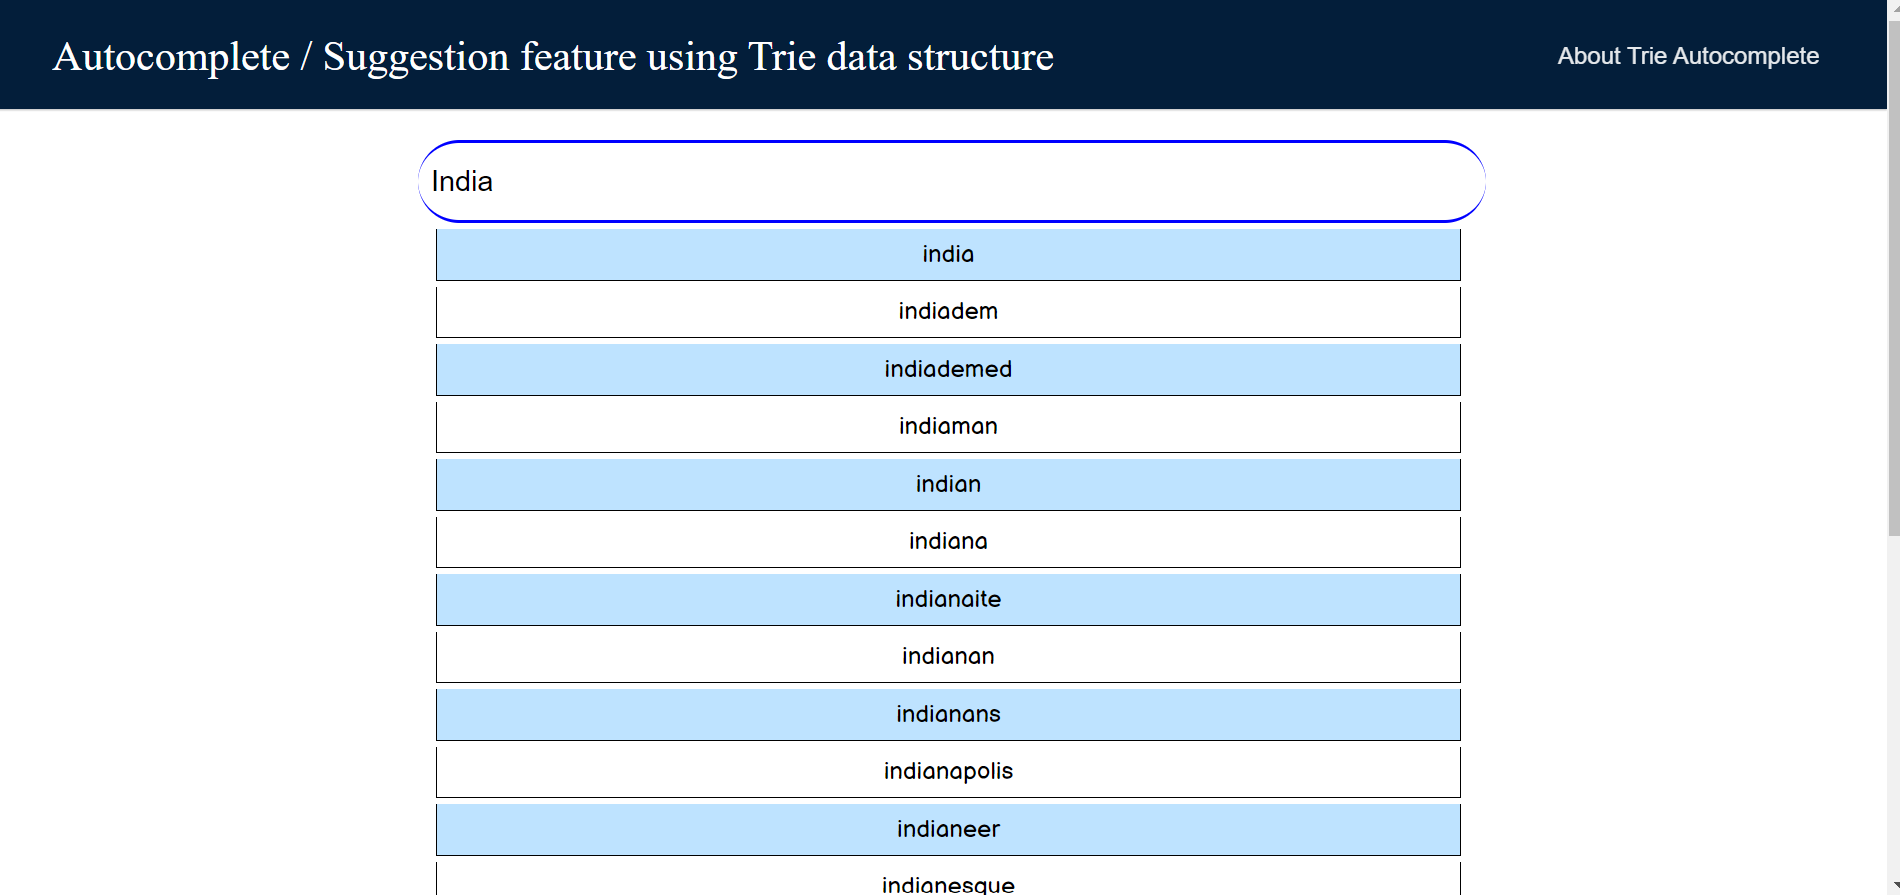 Autocomplete / Suggestion feature using Trie data structure
About Trie Autocomplete
India
india
indiadem
indiademed
indiaman
indian
indiana
indianaite
indianan
indianans
indianapolis
indianeer
indianesque